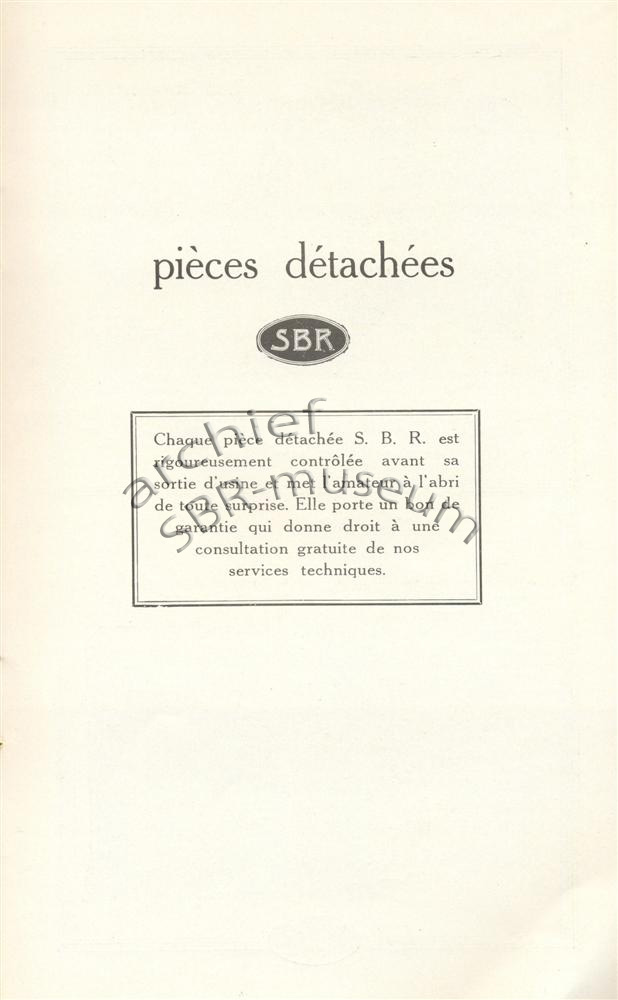 pièces détachées
SBR
Chaque pièce détachée S. B. R. est
rigoureusement contrôlée avant sa
sortie d'usine et met l'amateur à l'abri
de toute surprise. Elle porte un bon de
garantie qui donne droit à une
consultation gratuite de nos
services techniques.
archief
SBR-museum